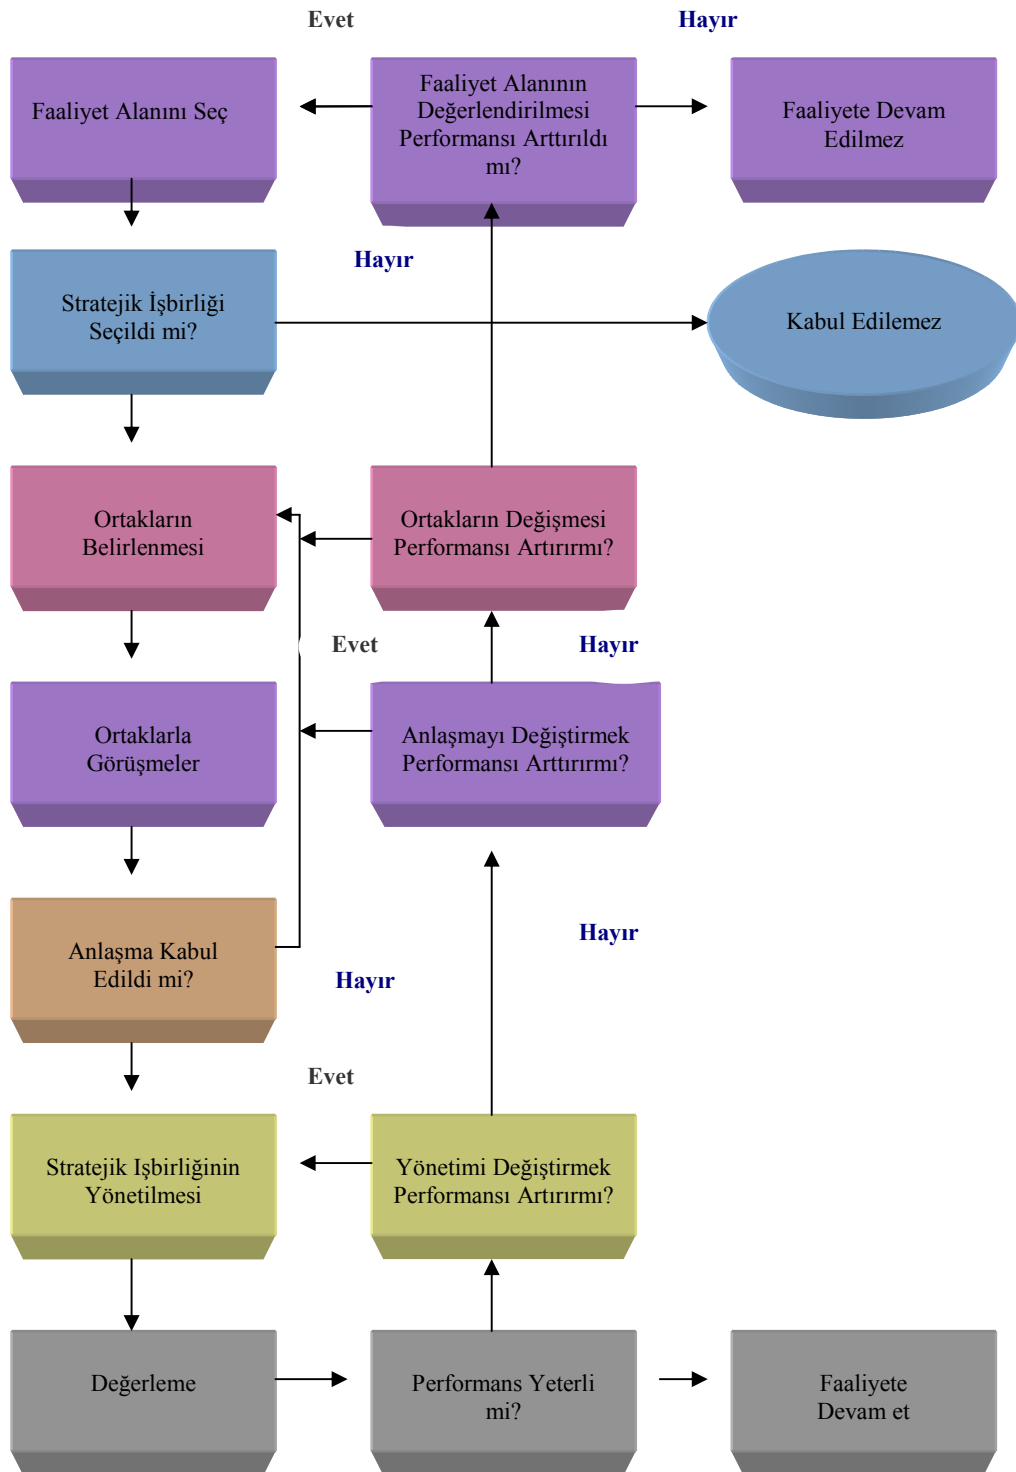 Evet
Hayır
Faaliyet Alanını Seç
Faaliyet Alanının
Değerlendirilmesi
Performansı Arttırıldı
mı?
Faaliyete Devam
Edilmez
Hayır
Stratejik İşbirliği
Seçildi mi?
Kabul Edilemez
Ortakların
Belirlenmesi
Ortakların Değişmesi
Performansı Artırırmı?
Evet
Hayır
Ortaklarla
Görüşmeler
Anlaşmayı Değiştirmek
Performansı Arttırırmı?
Anlaşma Kabul
Edildi mi?
Hayır
Hayır
Evet
Stratejik Işbirliğinin
Yönetilmesi
Yönetimi Değiştirmek
Performansı Artırırmı?
Değerleme
Performans Yeterli
mi?
Faaliyete
Devam et